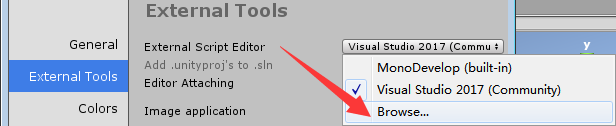 External Tools
General
External Script Editor
Visual Studio 2017 (Commu
y
External Tools
Add .unityproj's to .sln
MonoDevelop (built-in)
Editor Attaching
Visual Studio 2017 (Community)
Colors
Image application
Browse...